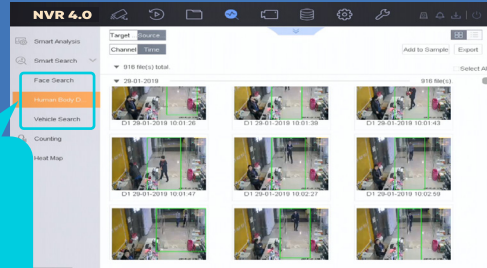 NVR 4.0
Smart Analysis
Smart Search
Face Search
Human Body D...
Vehicle Search
Counting
Heat Map
Target Source
Channel Time
Add to Sample Export
916 file(s) total.
Select Al
29-01-2019 916 file(s)
D1 29-01-2019 10:01:26 D1 29-01-2019 10:01:39 D1 29-01-2019 10:01:43
D1 29-01-2019 10:01:47 D1 29-01-2019 10:02:27 D1 29-01-2019 10:02:59